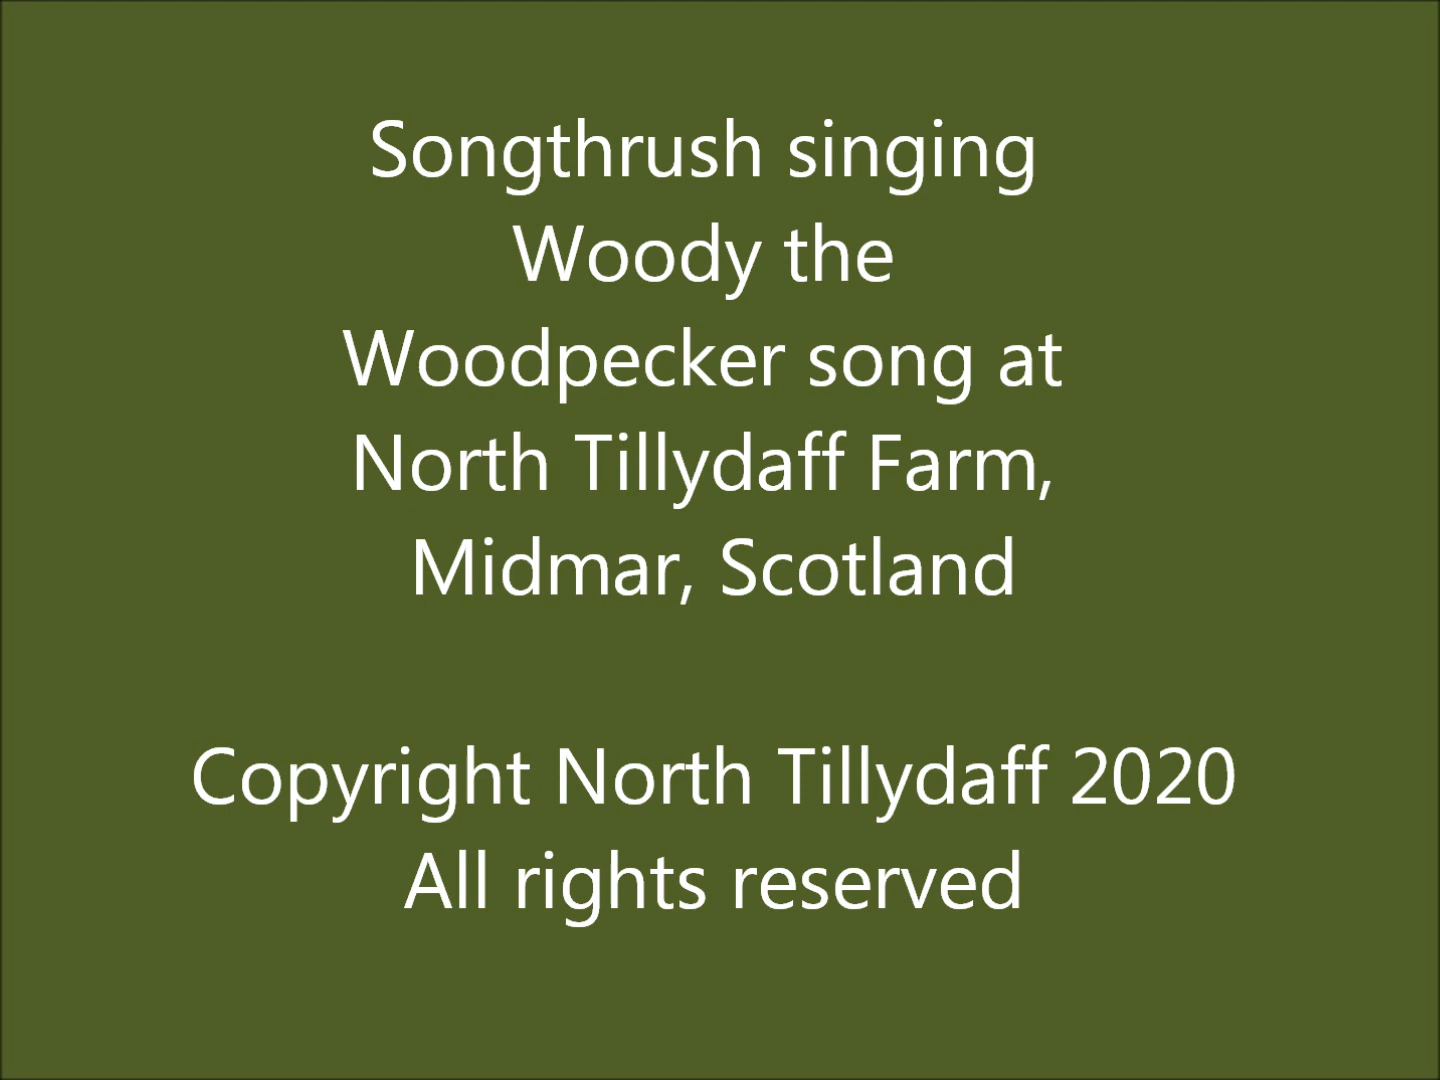 Songthrush singing
Woody the
Woodpecker song at
North Tillydaff Farm,
Midmar, Scotland
Copyright North Tillydaff 2020
All rights reserved